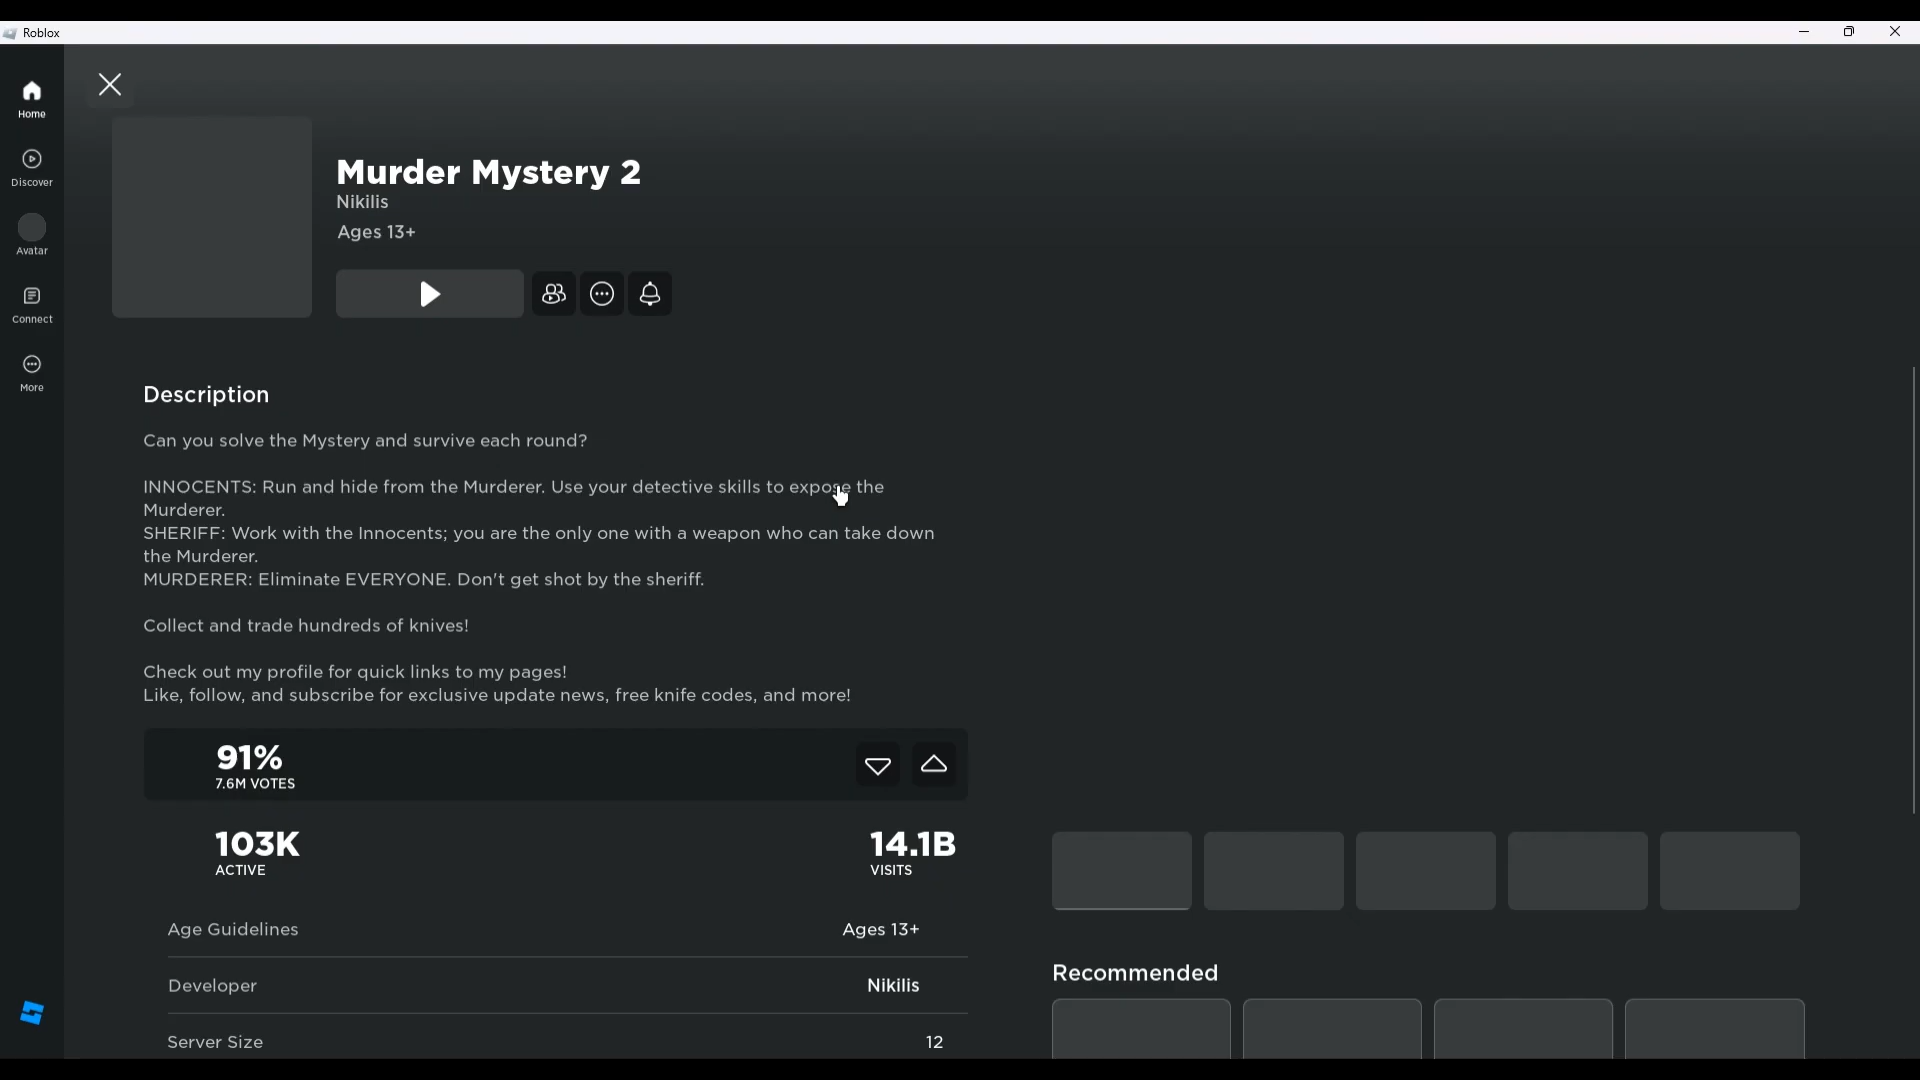 Roblox
Home
Discover
Avatar
Connect
More
Murder Mystery 2
Nikilis
Ages 13+
Description
Can you solve the Mystery and survive each round?
INNOCENTS: Run and hide from the Murderer. Use your detective skills to expose the
Murderer.
SHERIFF: Work with the Innocents; you are the only one with a weapon who can take down
the Murderer.
MURDERER: Eliminate EVERYONE. Don't get shot by the sheriff.
Collect and trade hundreds of knives!
Check out my profile for quick links to my pages!
Like, follow, and subscribe for exclusive update news, free knife codes, and more!
91%
7.6M VOTES
103K
ACTIVE
14.1B
VISITS
Age Guidelines
Ages 13+
Developer
Nikilis
Server Size
12
Recommended